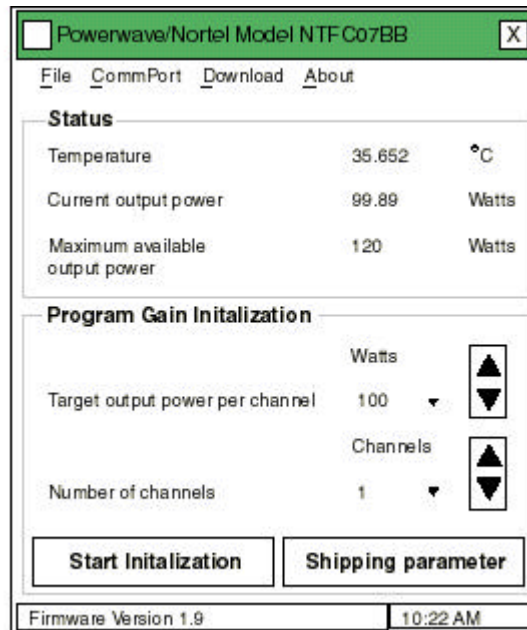 Powerwave/Nortel Model NTFC07BB X
File CommPort Download About
Status
Temperature 35.652 °C
Current output power 99.89 Watts
Maximum available
output power 120 Watts
Program Gain Initalization
Watts
Target output power per channel 100
Channels
Number of channels 1
Start Initalization Shipping parameter
Firmware Version 1.9 10:22 AM